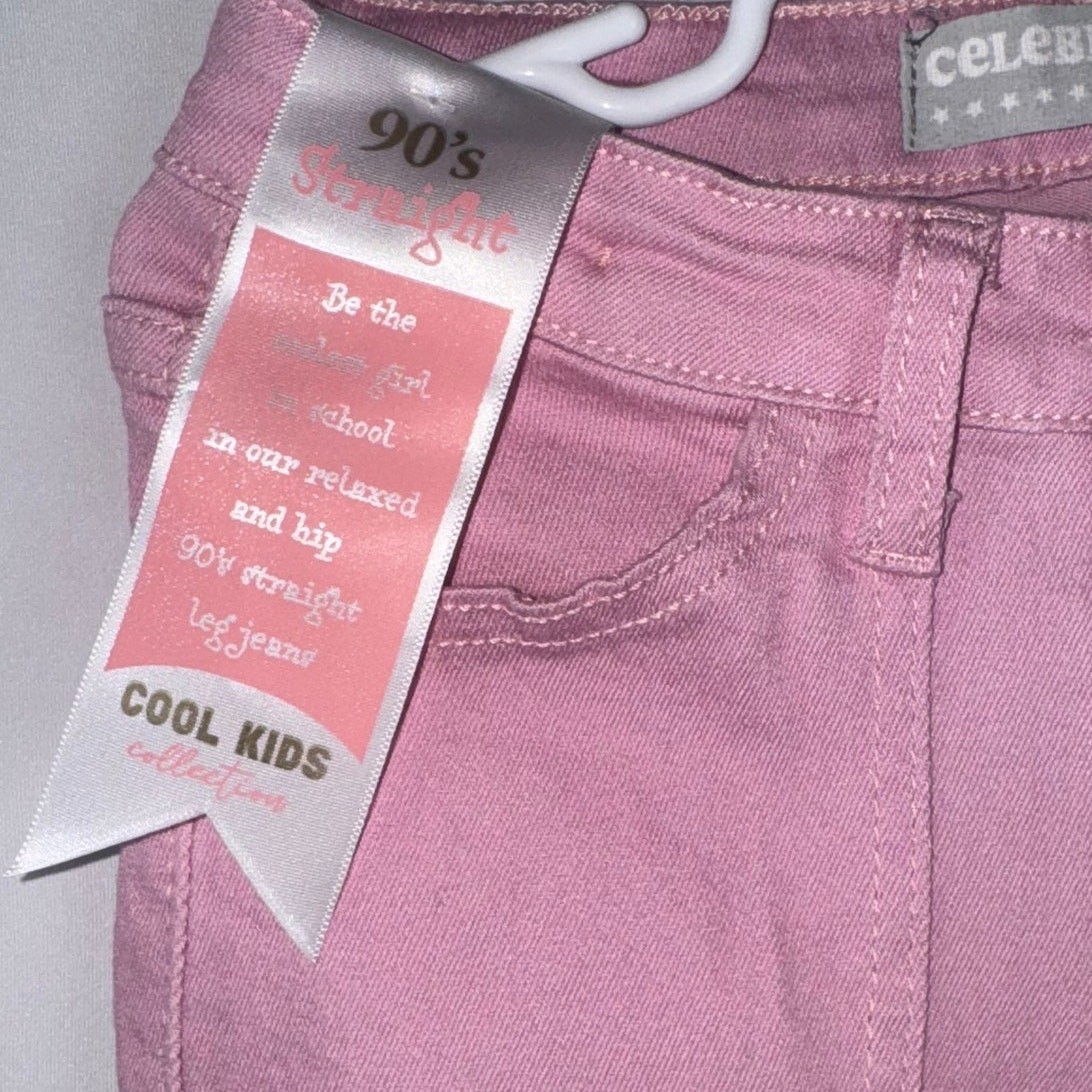 90's
Straight
Be the
coolest girl
in school
in our relaxed
and hip
90's straight
leg jeans
COOL KIDS
collection
CELEB